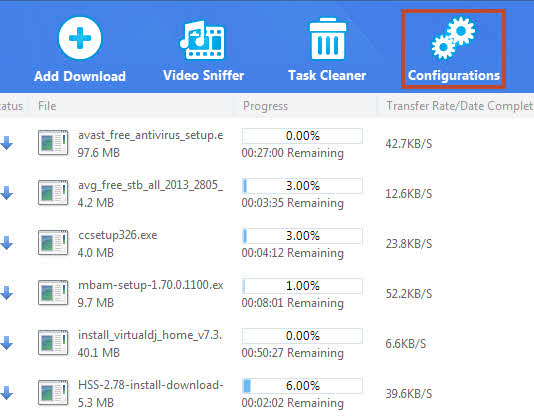 Add Download Video Sniffer Task Cleaner Configurations
tatus File Progress Transfer Rate/Date Complet
avast_free_antivirus_setup.e 0.00%
97.6 MB 00:27:00 Remaining 42.7KB/S
avg_free_stb_all_2013_2805_ 3.00%
4.2 MB 00:03:35 Remaining 12.6KB/S
ccsetup326.exe 3.00%
4.0 MB 00:04:12 Remaining 23.8KB/S
mbam-setup-1.70.0.1100.ex 1.00%
9.7 MB 00:08:01 Remaining 52.2KB/S
install_virtualdj_home_v7.3. 0.00%
40.1 MB 00:50:27 Remaining 6.6KB/S
HSS-2.78-install-download- 6.00%
5.3 MB 00:02:02 Remaining 39.6KB/S